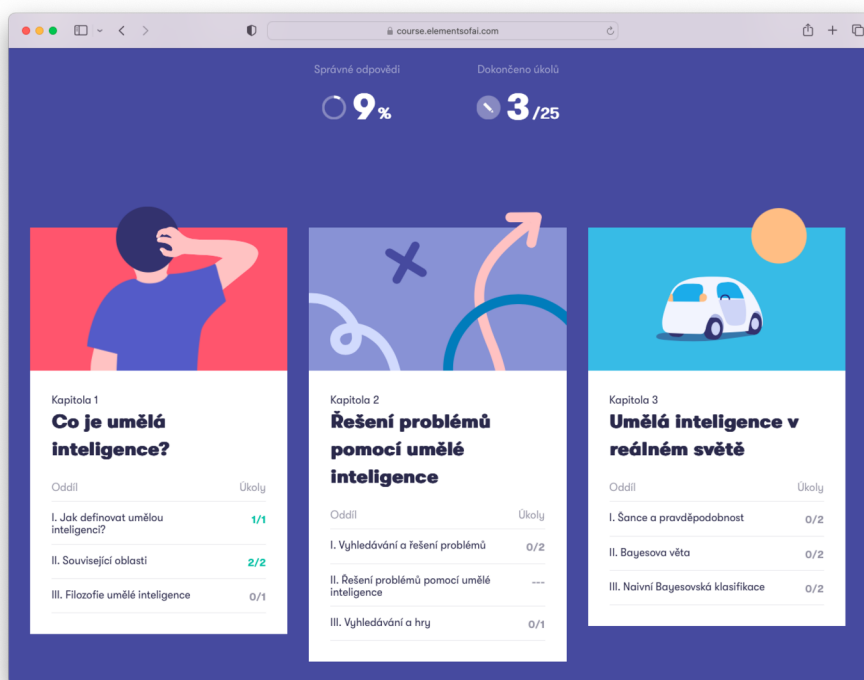 course.elementsofai.com
Správné odpovědi
Dokončeno úkolů
9%
3/25
Kapitola 1
Co je umělá
inteligence?
Oddíl Úkoly
I. Jak definovat umělou
inteligenci?
1/1
II. Související oblasti 2/2
III. Filozofie umělé inteligence 0/1
Kapitola 2
Řešení problémů
pomocí umělé
inteligence
Oddíl Úkoly
I. Vyhledávání a řešení problémů 0/2
II. Řešení problémů pomocí umělé
inteligence
---
III. Vyhledávání a hry 0/1
Kapitola 3
Umělá inteligence v
reálném světě
Oddíl Úkoly
I. Šance a pravděpodobnost 0/2
II. Bayesova věta 0/2
III. Naivní Bayesovská klasifikace 0/2